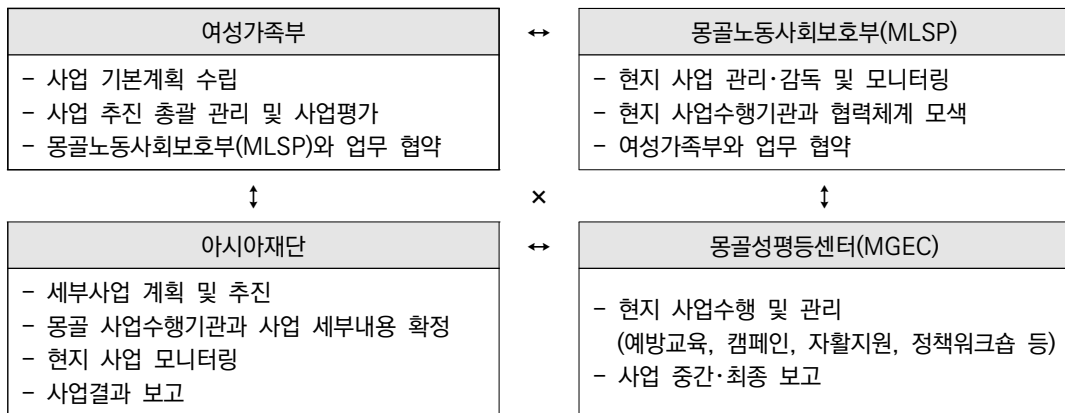 여성가족부 ↔ 몽골노동사회보호부(MLSP)
- 사업 기본계획 수립
- 사업 추진 총괄 관리 및 사업평가
- 몽골노동사회보호부(MLSP)와 업무 협약
- 현지 사업 관리·감독 및 모니터링
- 현지 사업수행기관과 협력체계 모색
- 여성가족부와 업무 협약
↕ × ↕
아시아재단 ↔ 몽골성평등센터(MGEC)
- 세부사업 계획 및 추진
- 몽골 사업수행기관과 사업 세부내용 확정
- 현지 사업 모니터링
- 사업결과 보고
- 현지 사업수행 및 관리
(예방교육, 캠페인, 자활지원, 정책워크숍 등)
- 사업 중간·최종 보고